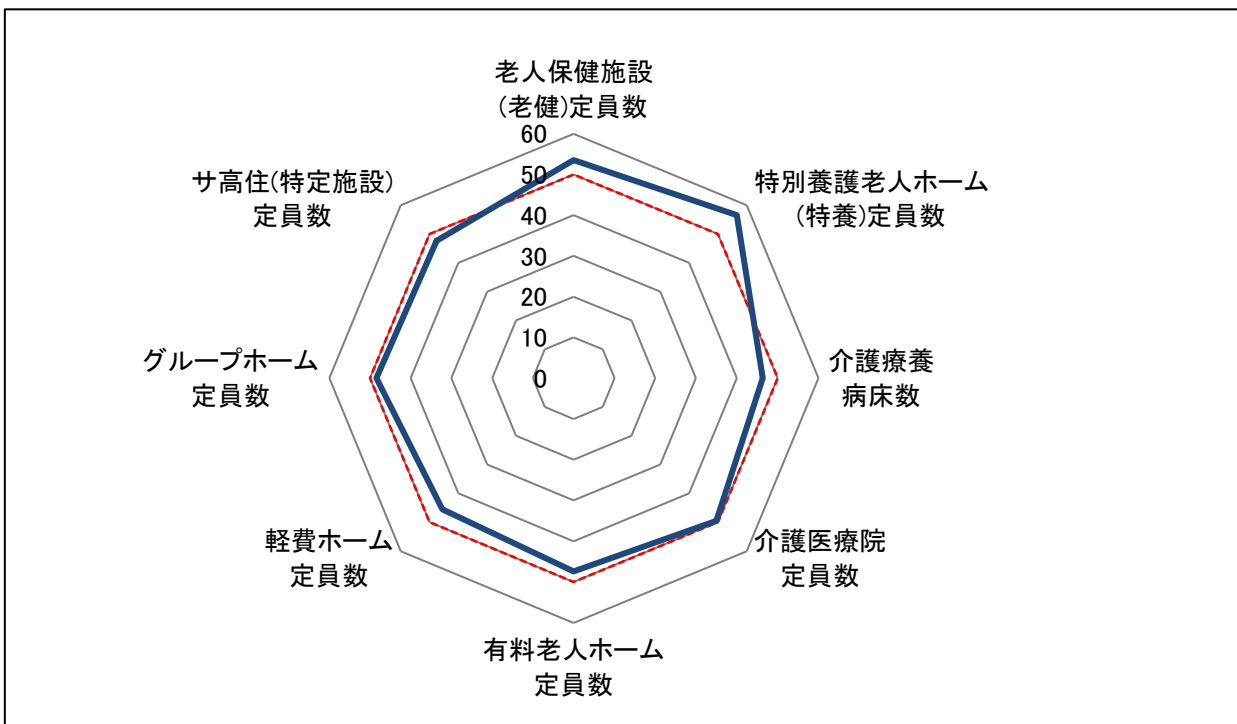 老人保健施設
(老健)定員数
特別養護老人ホーム
(特養)定員数
介護療養
病床数
介護医療院
定員数
有料老人ホーム
定員数
軽費ホーム
定員数
グループホーム
定員数
サ高住(特定施設)
定員数
60
50
40
30
20
10
0